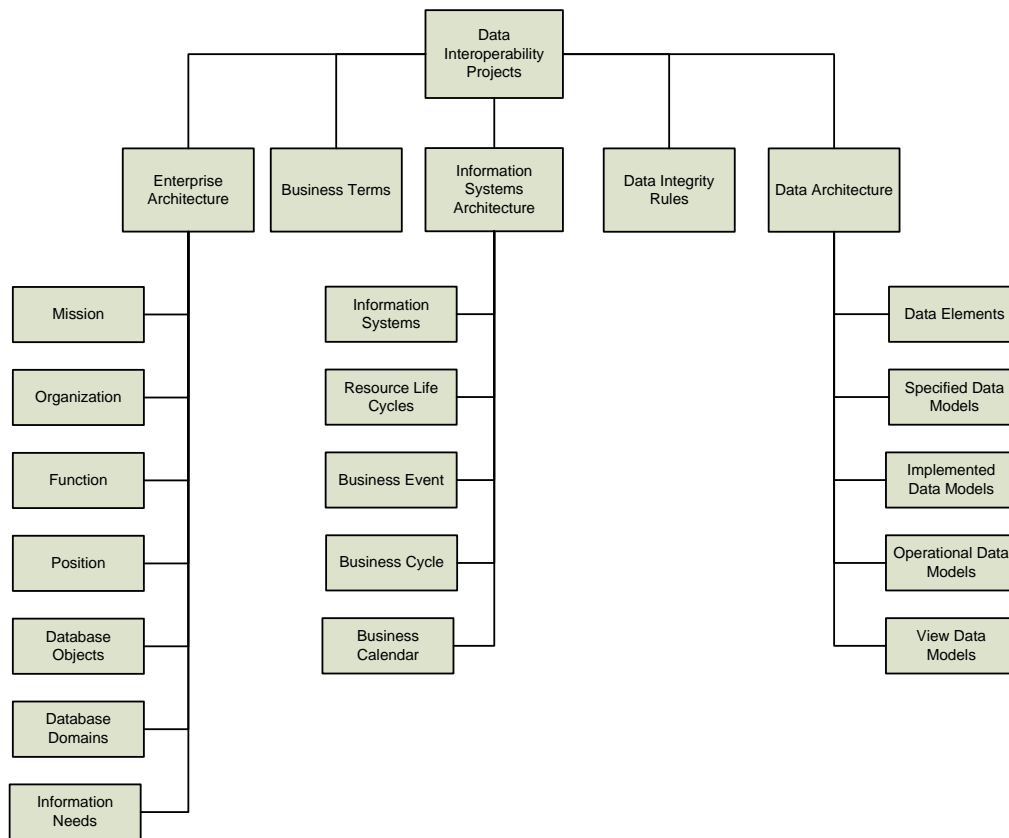 Data
Interoperability
Projects
Enterprise
Architecture
Business Terms
Information
Systems
Architecture
Data Integrity
Rules
Data Architecture
Mission
Organization
Function
Position
Database
Objects
Database
Domains
Information
Needs
Information
Systems
Resource Life
Cycles
Business Event
Business Cycle
Business
Calendar
Data Elements
Specified Data
Models
Implemented
Data Models
Operational Data
Models
View Data
Models